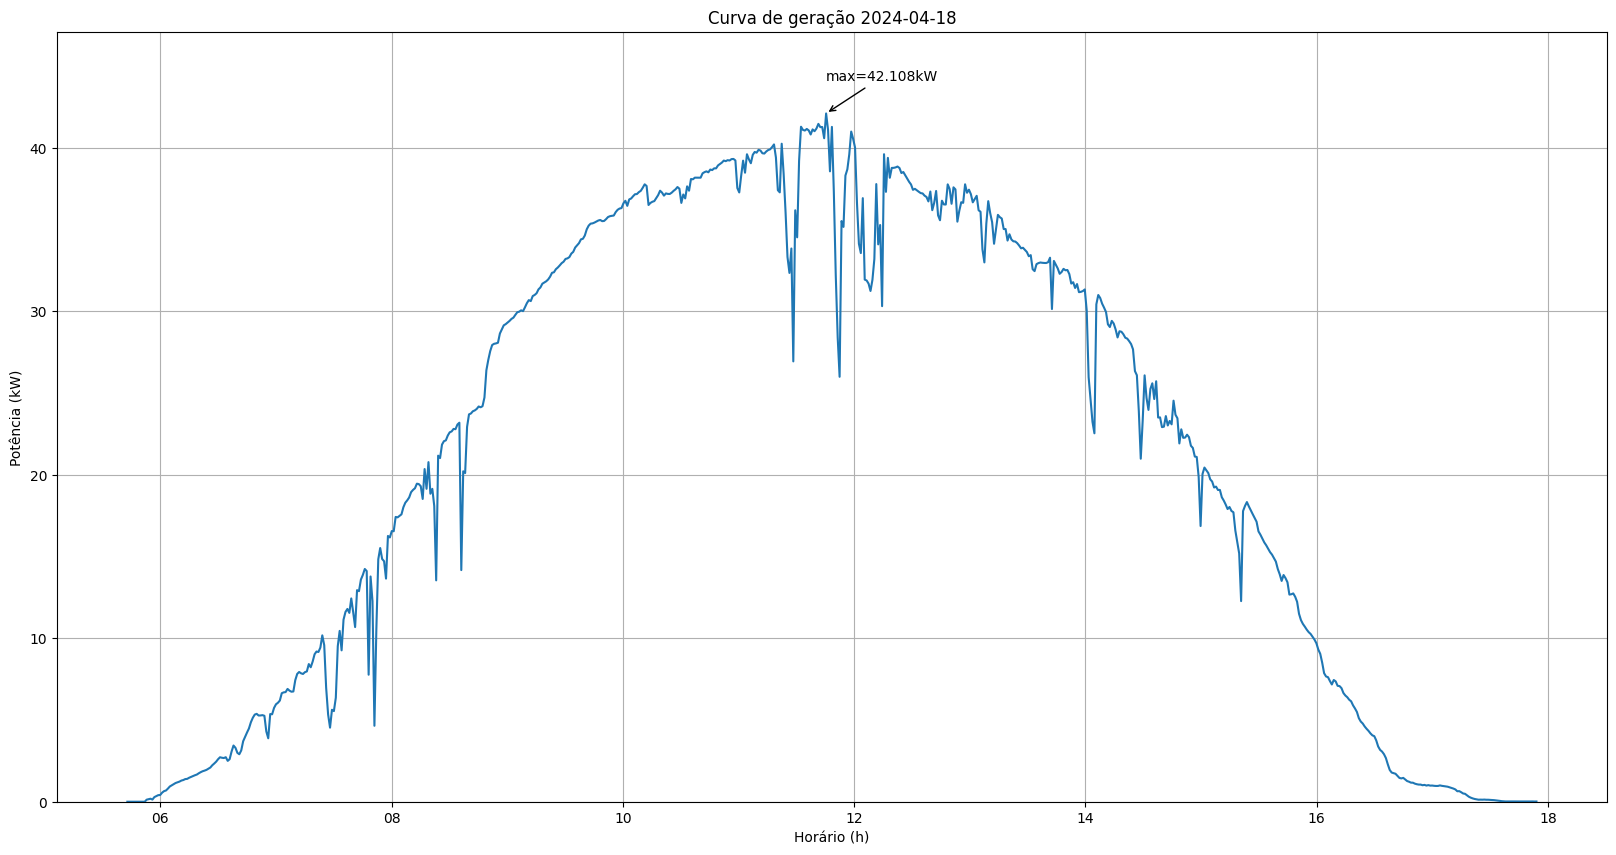 Curva de geração 2024-04-18
max=42.108kW
Potência (kW)
40
30
20
10
0
06 08 10 12 14 16 18
Horário (h)